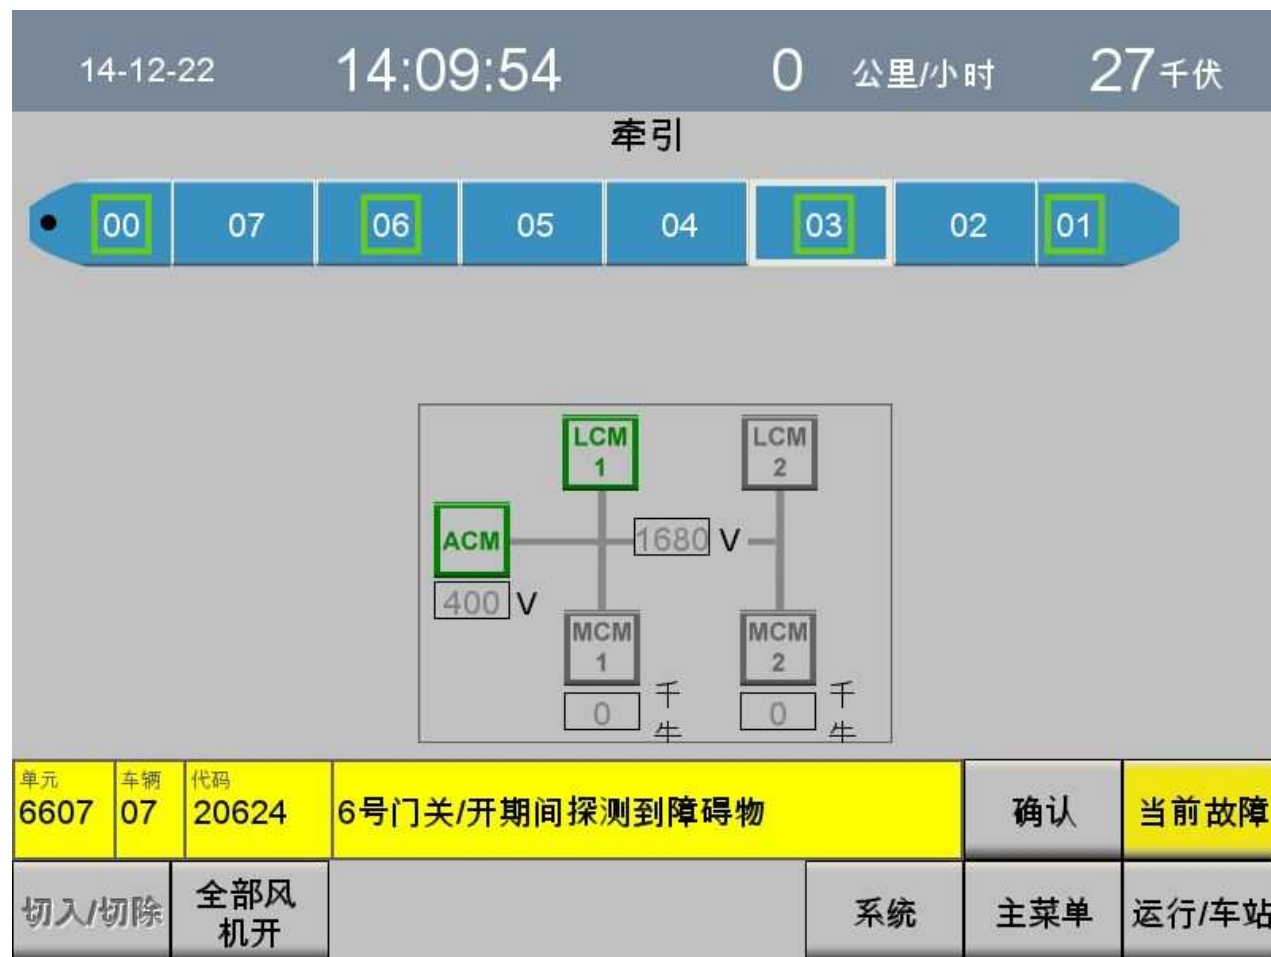 14-12-22 14:09:54 0 公里/小时 27千伏
牵引
00 07 06 05 04 03 02 01
LCM 1
LCM 2
ACM
1680 V
400 V
MCM 1
MCM 2
0 千牛
0 千牛
单元 车辆 代码
6607 07 20624 6号门关/开期间探测到障碍物 确认 当前故障
切入/切除 全部风机开 系统 主菜单 运行/车站